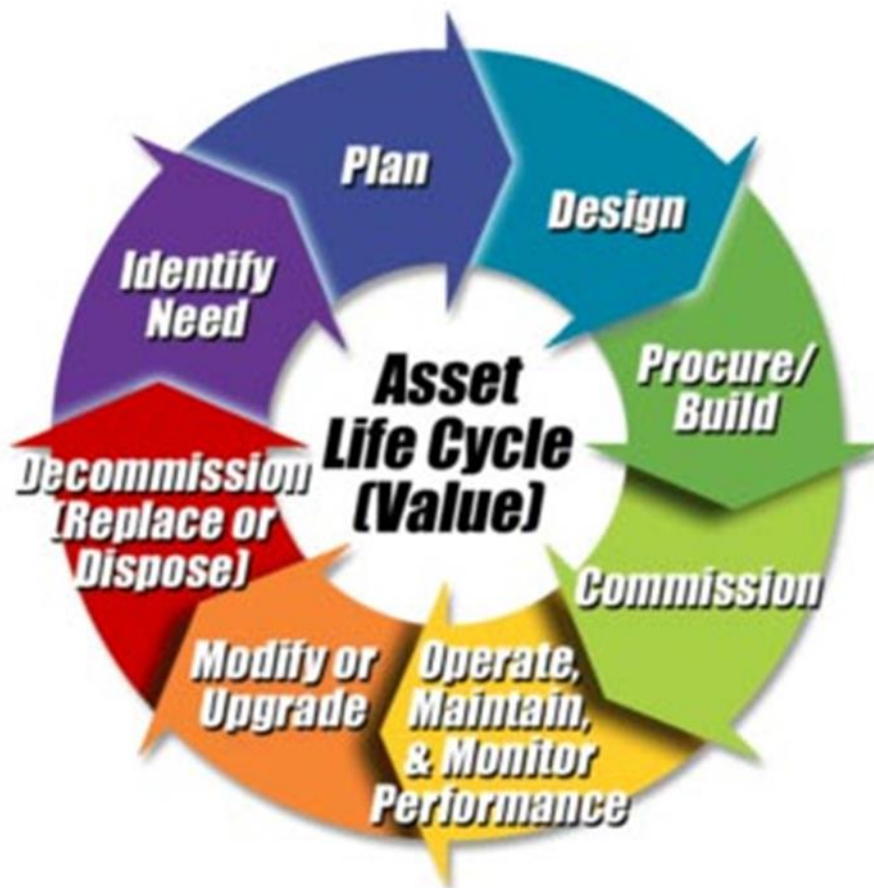 Plan
Design
Procure/
Build
Commission
Operate,
Maintain,
& Monitor
Performance
Modify or
Upgrade
Decommission
(Replace or
Dispose)
Identify
Need
Asset
Life Cycle
(Value)